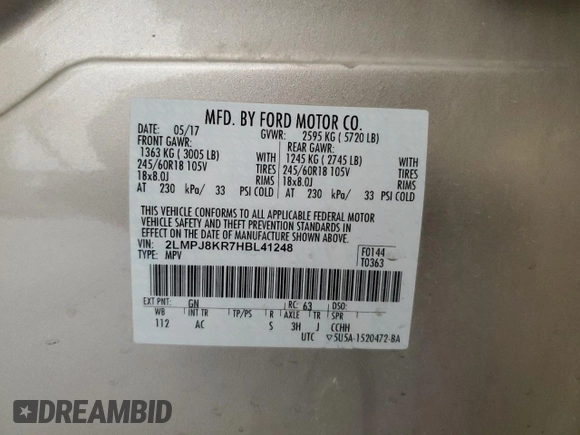 MFD. BY FORD MOTOR CO.
DATE: 05/17 GVWR: 2595 KG ( 5720 LB)
FRONT GAWR: REAR GAWR:
1363 KG ( 3005 LB) WITH 1245 KG ( 2745 LB) WITH
245/60R18 105V TIRES 245/60R18 105V TIRES
18x8.0J RIMS 18x8.0J RIMS
AT 230 kPa/ 33 PSI COLD AT 230 kPa/ 33 PSI COLD
THIS VEHICLE CONFORMS TO ALL APPLICABLE FEDERAL MOTOR
VEHICLE SAFETY AND THEFT PREVENTION STANDARDS IN
EFFECT ON THE DATE OF MANUFACTURE SHOWN ABOVE.
VIN: 2LMPJ8KR7HBL41248 F0144
TYPE: MPV T0363
EXT PNT: GN RC: 63 DSO:
WB INT TR TP/PS R AXLE TR SPR
112 AC S 3H J CCHH
UTC ▽5U5A-1520472-BA
DREAMBID